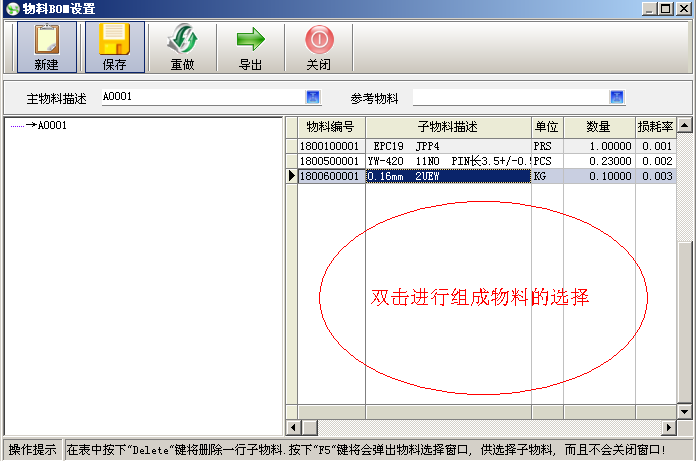 物料BOM设置
新建 保存 重做 导出 关闭
主物料描述 A0001 参考物料
A0001
物料编号 子物料描述 单位 数量 损耗率
1800100001 EPC19 JPP4 PRS 1.00000 0.001
1800500001 YW-420 11NO PIN长3.5+/-0.5 PCS 0.23000 0.002
1800600001 0.16mm 2UEW KG 0.10000 0.003
双击进行组成物料的选择
操作提示 在表中按下"Delete"键将删除一行子物料.按下"F5"键将会弹出物料选择窗口, 供选择子物料, 而且不会关闭窗口!